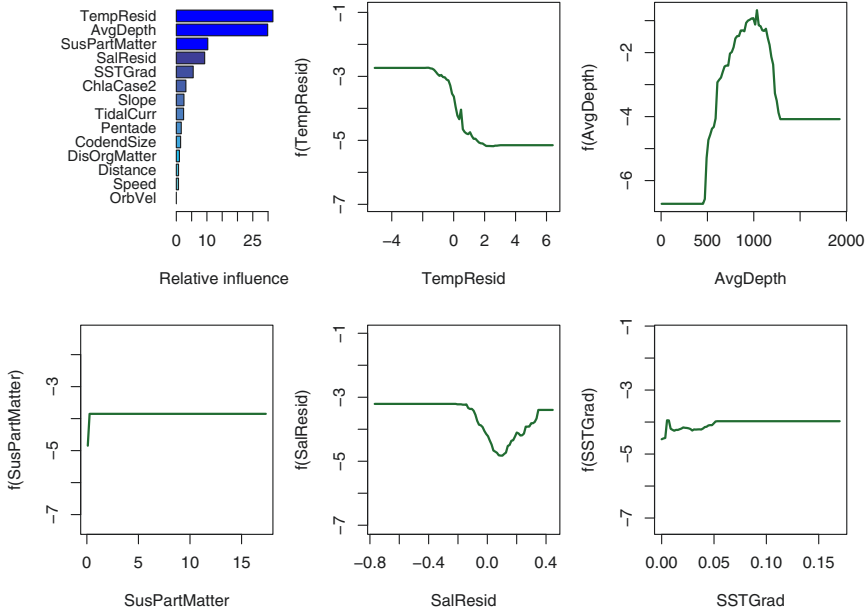 TempResid
AvgDepth
SusPartMatter
SalResid
SSTGrad
ChlaCase2
Slope
TidalCurr
Pentade
CodendSize
DisOrgMatter
Distance
Speed
OrbVel
0 10 25
Relative influence
f(TempResid)
−1
−3
−5
−7
−4 0 2 4 6
TempResid
f(AvgDepth)
−2
−4
−6
0 500 1000 2000
AvgDepth
f(SusPartMatter)
−3
−5
−7
0 5 10 15
SusPartMatter
f(SalResid)
−1
−3
−5
−7
−0.8 −0.4 0.0 0.4
SalResid
f(SSTGrad)
−1
−3
−5
−7
0.00 0.05 0.10 0.15
SSTGrad